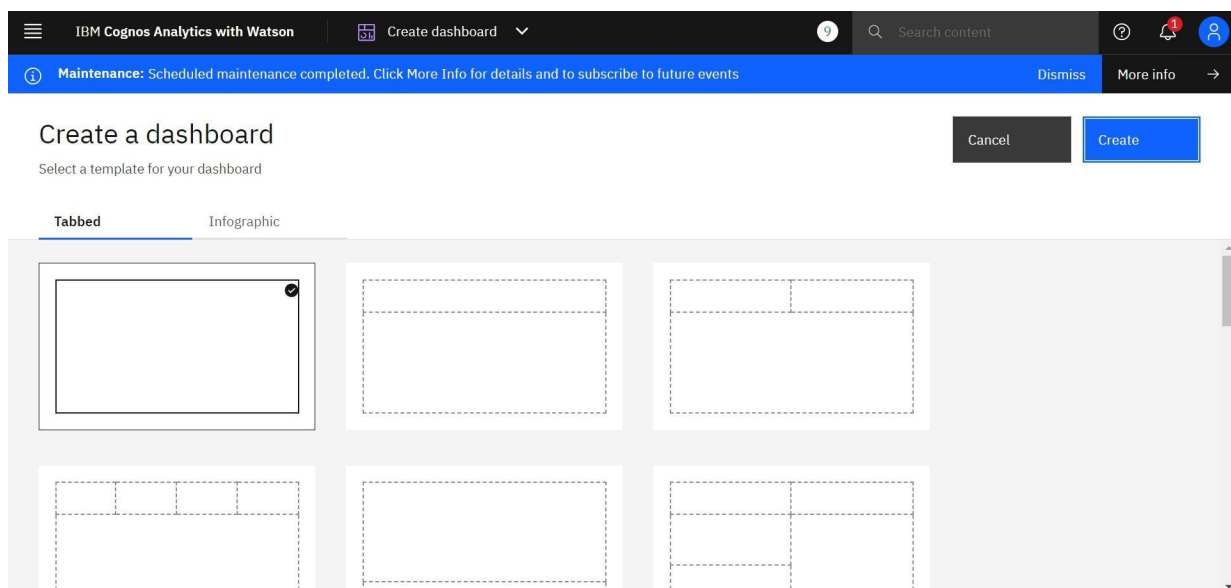 IBM Cognos Analytics with Watson
Create dashboard
9
Search content
1
Maintenance: Scheduled maintenance completed. Click More Info for details and to subscribe to future events
Dismiss
More info
Create a dashboard
Cancel
Create
Select a template for your dashboard
Tabbed
Infographic